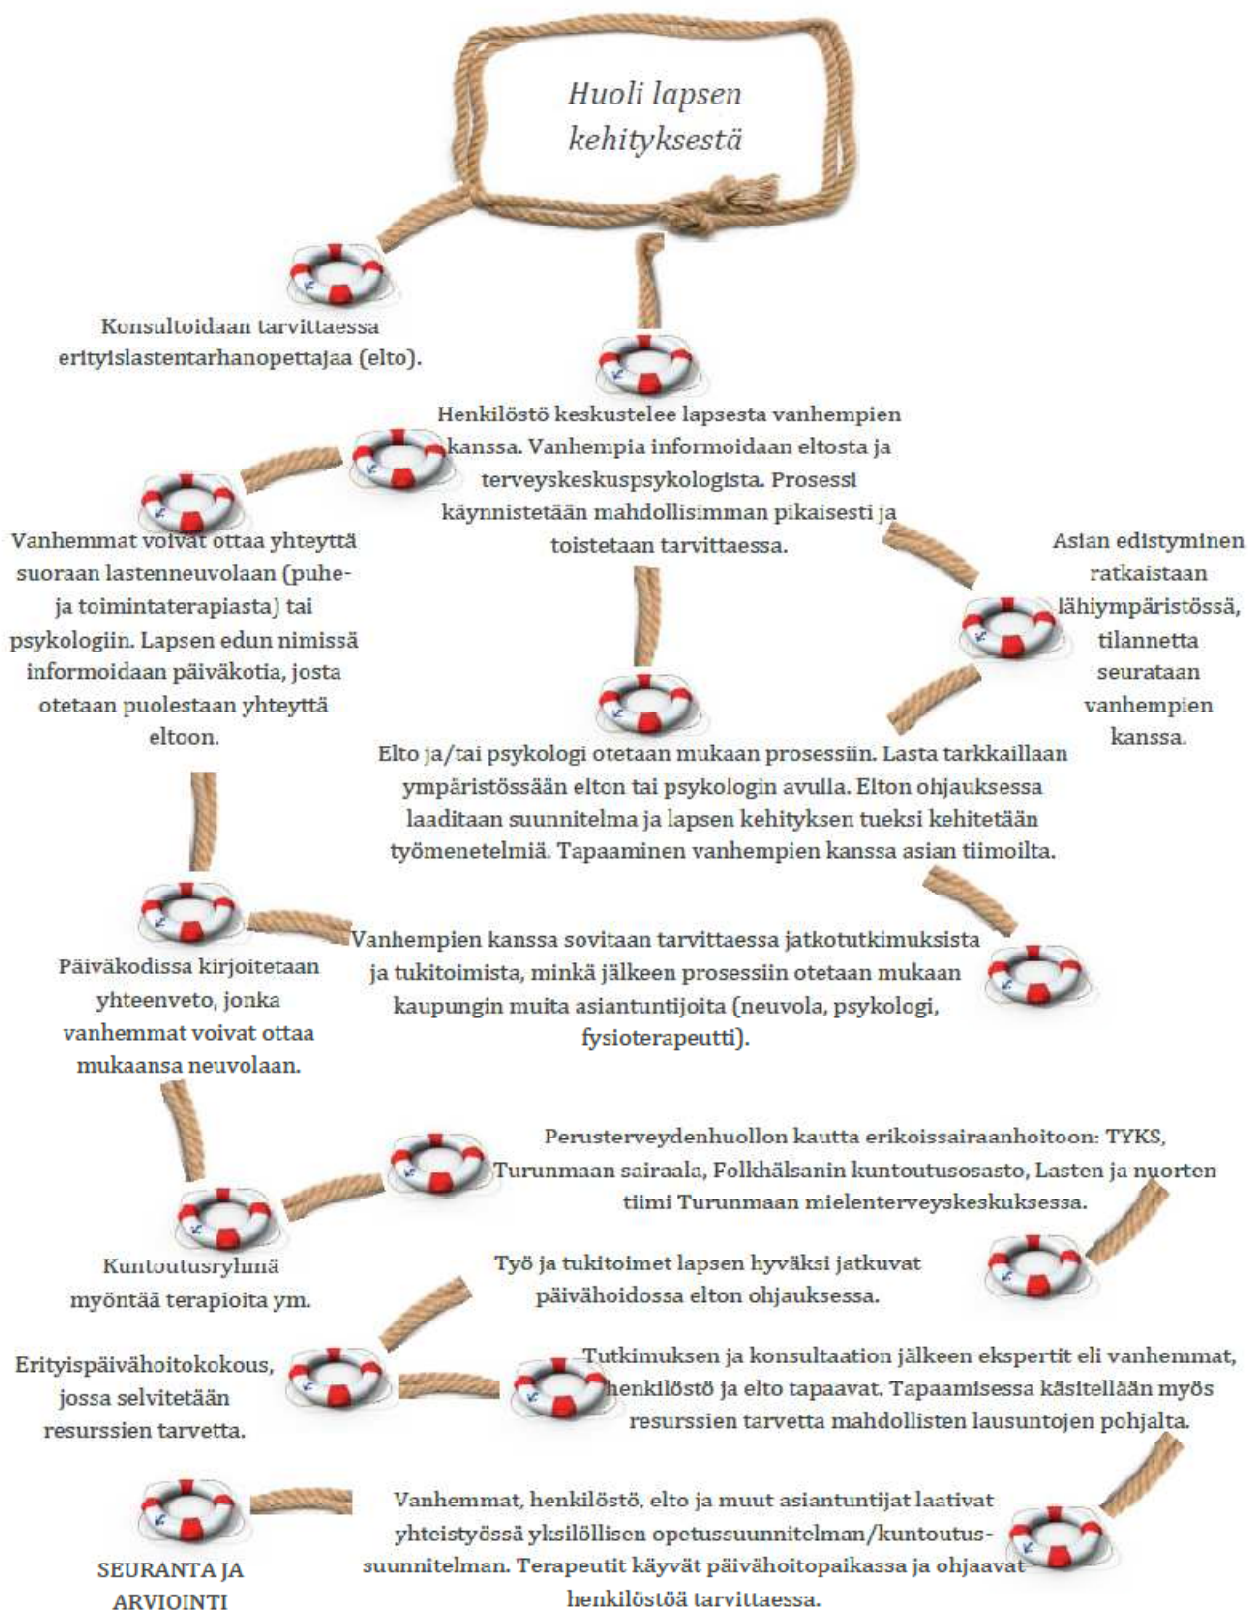 Huoli lapsen
kehityksestä
Konsultoidaan tarvittaessa
erityislastentarhanopettajaa (elto).
Henkilöstö keskustelee lapsesta vanhempien
kanssa. Vanhempia informoidaan eltosta ja
terveyskeskuspsykologista. Prosessi
käynnistetään mahdollisimman pikaisesti ja
toistetaan tarvittaessa.
Vanhemmat voivat ottaa yhteyttä
suoraan lastenneuvolaan (puhe-
ja toimintaterapiasta) tai
psykologiin. Lapsen edun nimissä
informoidaan päiväkotia, josta
otetaan puolestaan yhteyttä
eltoon.
Asian edistyminen
ratkaistaan
lähiympäristössä,
tilannetta
seurataan
vanhempien
kanssa.
Elto ja/tai psykologi otetaan mukaan prosessiin. Lasta tarkkaillaan
ympäristössään elton tai psykologin avulla. Elton ohjauksessa
laaditaan suunnitelma ja lapsen kehityksen tueksi kehitetään
työmenetelmiä. Tapaaminen vanhempien kanssa asian tiimoilta.
Vanhempien kanssa sovitaan tarvittaessa jatkotutkimuksista
ja tukitoimista, minkä jälkeen prosessiin otetaan mukaan
kaupungin muita asiantuntijoita (neuvola, psykologi,
fysioterapeutti).
Päiväkodissa kirjoitetaan
yhteenveto, jonka
vanhemmat voivat ottaa
mukaansa neuvolaan.
Perusterveydenhuollon kautta erikoissairaanhoitoon: TYKS,
Turunmaan sairaala, Folkhälsanin kuntoutusosasto, Lasten ja nuorten
tiimi Turunmaan mielenterveyskeskuksessa.
Kuntoutusryhmä
myöntää terapioita ym.
Työ ja tukitoimet lapsen hyväksi jatkuvat
päivähoidossa elton ohjauksessa.
Erityispäivähoitokokous,
jossa selvitetään
resurssien tarvetta.
Tutkimuksen ja konsultaation jälkeen ekspertit eli vanhemmat,
henkilöstö ja elto tapaavat. Tapaamisessa käsitellään myös
resurssien tarvetta mahdollisten lausuntojen pohjalta.
Vanhemmat, henkilöstö, elto ja muut asiantuntijat laativat
yhteistyössä yksilöllisen opetussuunnitelman/kuntoutus-
suunnitelman. Terapeutit käyvät päivähoitopaikassa ja ohjaavat
henkilöstöä tarvittaessa.
SEURANTA JA
ARVIOINTI